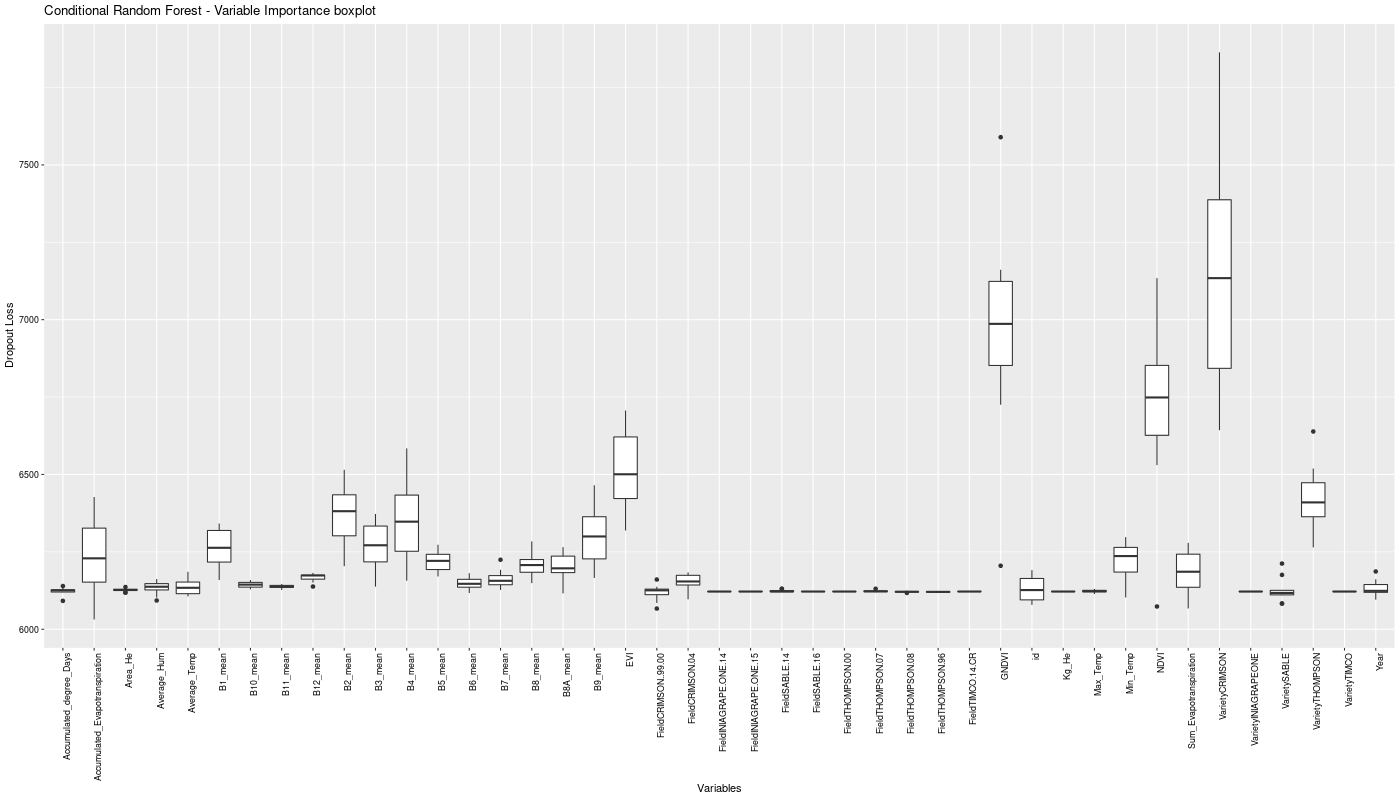 Conditional Random Forest - Variable Importance boxplot
Dropout Loss
7500
7000
6500
6000
Accumulated_degree_Days
Accumulated_Evapotranspiration
Area_He
Average_Hum
Average_Temp
B1_mean
B10_mean
B11_mean
B12_mean
B2_mean
B3_mean
B4_mean
B5_mean
B6_mean
B7_mean
B8_mean
B8A_mean
B9_mean
EVI
FieldCRIMSON.99.00
FieldCRIMSON.04
FieldINIAGRAPE.ONE.14
FieldINIAGRAPE.ONE.15
FieldSABLE.14
FieldSABLE.16
FieldTHOMPSON.00
FieldTHOMPSON.07
FieldTHOMPSON.08
FieldTHOMPSON.96
FieldTIMCO.14.CR
GNDVI
id
Kg_He
Max_Temp
Min_Temp
NDVI
Sum_Evapotranspiration
VarietyCRIMSON
VarietyINIAGRAPEONE
VarietySABLE
VarietyTHOMPSON
VarietyTIMCO
Year
Variables